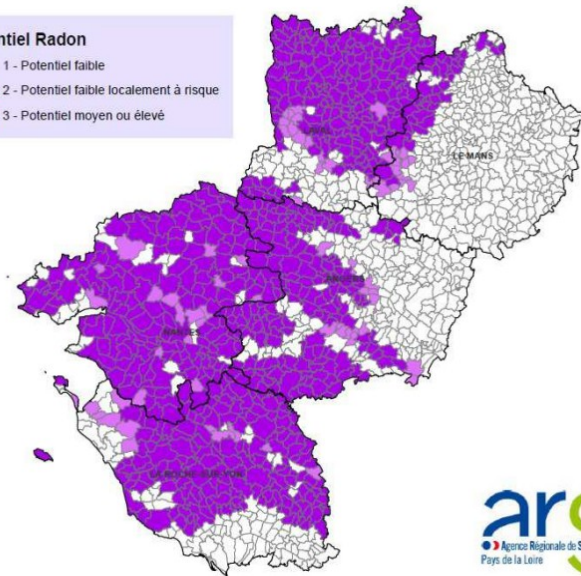 ntiel Radon
1 - Potentiel faible
2 - Potentiel faible localement à risque
3 - Potentiel moyen ou élevé
LAVAL
LE MANS
ANGERS
NANTES
LA ROCHE-SUR-YON
ars
Agence Régionale de S
Pays de la Loire